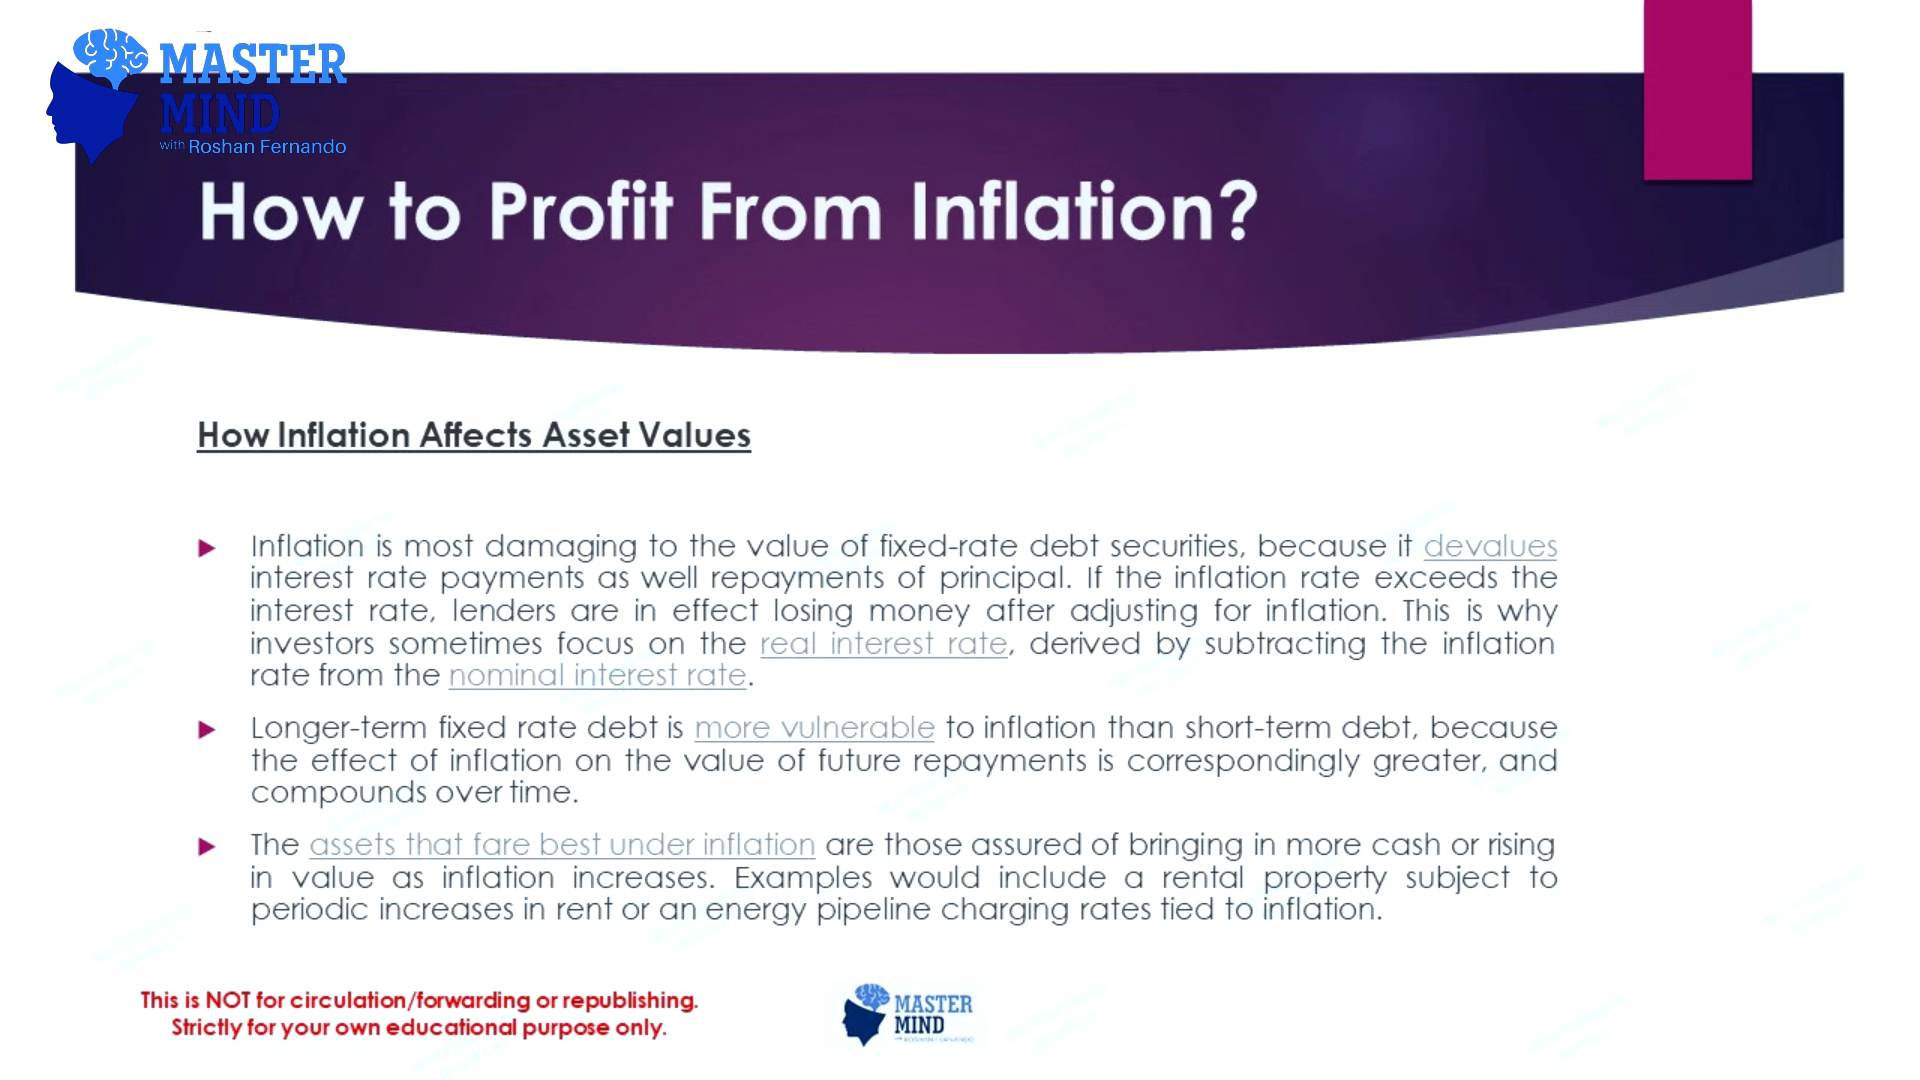 MASTER
MIND
with Roshan Fernando
How to Profit From Inflation?
How Inflation Affects Asset Values
Inflation is most damaging to the value of fixed-rate debt securities, because it devalues
interest rate payments as well repayments of principal. If the inflation rate exceeds the
interest rate, lenders are in effect losing money after adjusting for inflation. This is why
investors sometimes focus on the real interest rate, derived by subtracting the inflation
rate from the nominal interest rate.
Longer-term fixed rate debt is more vulnerable to inflation than short-term debt, because
the effect of inflation on the value of future repayments is correspondingly greater, and
compounds over time.
The assets that fare best under inflation are those assured of bringing in more cash or rising
in value as inflation increases. Examples would include a rental property subject to
periodic increases in rent or an energy pipeline charging rates tied to inflation.
This is NOT for circulation/forwarding or republishing.
Strictly for your own educational purpose only.
MASTER
MIND